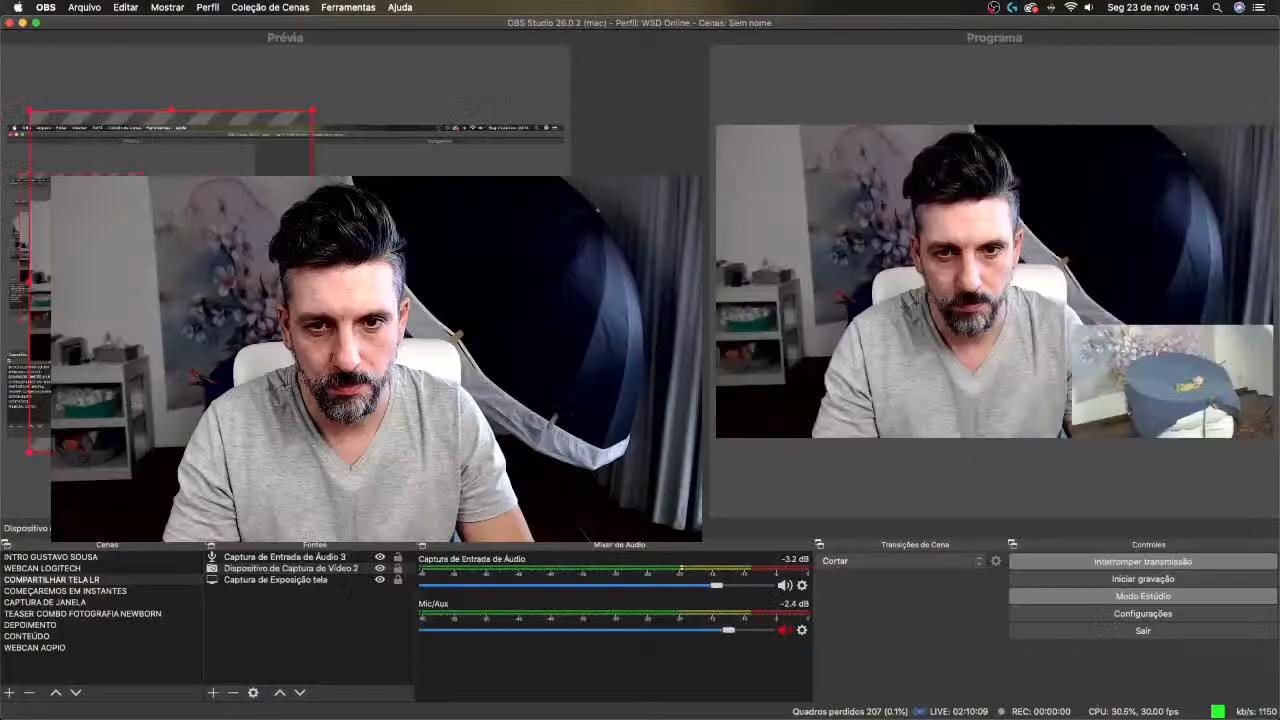 OBS Arquivo Editar Mostrar Perfil Coleção de Cenas Ferramentas Ajuda Seg 23 de nov 09:14
OBS Studio 26.0.2 (mac) - Perfil: WSD Online - Cenas: Sem nome
Prévia Programa
Dispositivo
Cenas Fontes Mixer de Áudio Transições de Cena Controles
INTRO GUSTAVO SOUSA
WEBCAN LOGITECH
COMPARTILHAR TELA LR
COMEÇAREMOS EM INSTANTES
CAPTURA DE JANELA
TEASER COMBO FOTOGRAFIA NEWBORN
DEPOIMENTO
CONTEÚDO
WEBCAN AOPIO
Captura de Entrada de Áudio 3
Dispositivo de Captura de Vídeo 2
Captura de Exposição tela
Captura de Entrada de Áudio -3.2 dB
Mic/Aux -2.4 dB
Cortar
Interromper transmissão
Iniciar gravação
Modo Estúdio
Configurações
Sair
Quadros perdidos 207 (0.1%) LIVE: 02:10:09 REC: 00:00:00 CPU: 30.5%, 30.00 fps kb/s: 1150